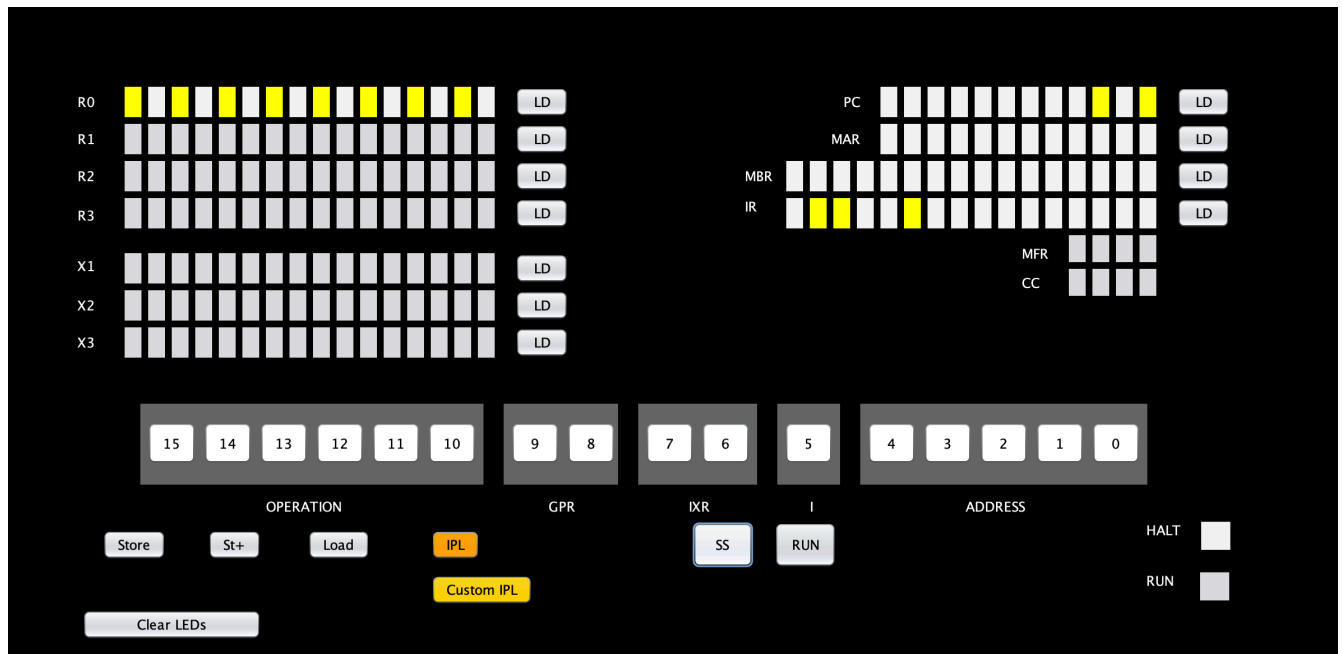 R0 LD PC LD
R1 LD MAR LD
R2 LD MBR LD
R3 LD IR LD
MFR
X1 LD CC
X2 LD
X3 LD
15 14 13 12 11 10 9 8 7 6 5 4 3 2 1 0
OPERATION GPR IXR I ADDRESS
Store St+ Load IPL SS RUN HALT
Custom IPL RUN
Clear LEDs